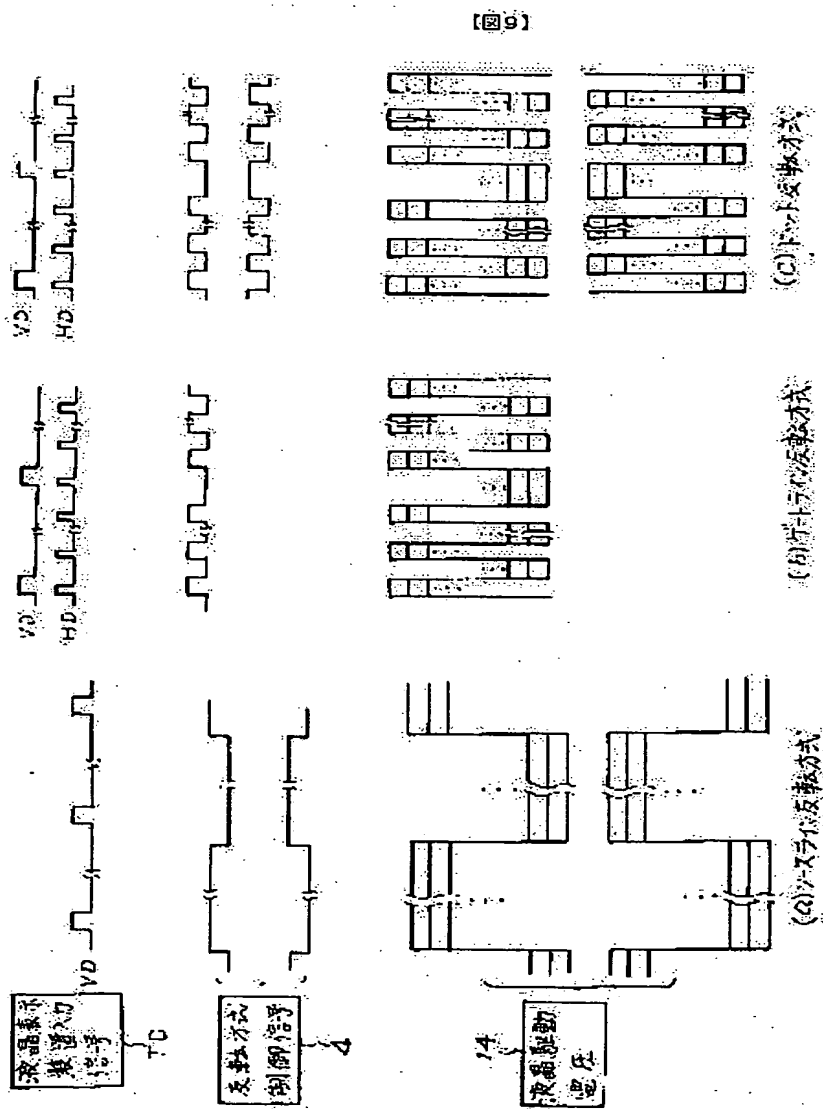 【図9】
VD
HD
VD
HD
VD
液晶表示
装置入力
信号
TC
反転方式
制御信号
4
14
液晶駆動
電圧
(a)ソースライン反転方式
(b)ゲートライン反転方式
(C)ドット反転方式